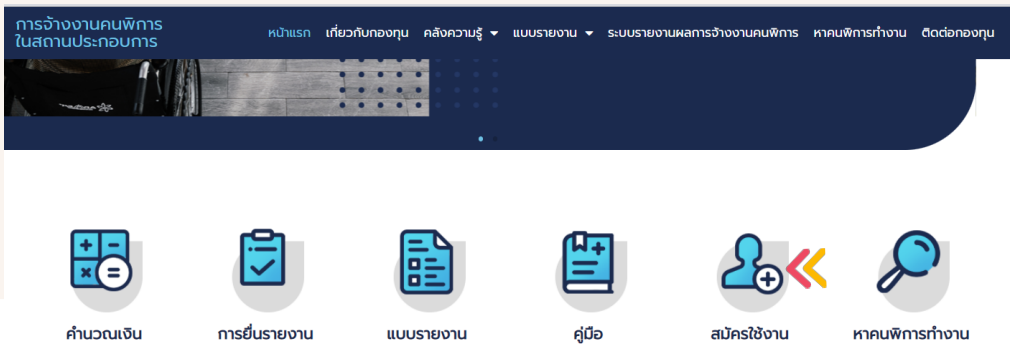 การจ้างงานคนพิการ
ในสถานประกอบการ
หน้าแรก เกี่ยวกับกองทุน คลังความรู้ แบบรายงาน ระบบรายงานผลการจ้างงานคนพิการ หาคนพิการทำงาน ติดต่อกองทุน
คำนวณเงิน การยื่นรายงาน แบบรายงาน คู่มือ สมัครใช้งาน หาคนพิการทำงาน